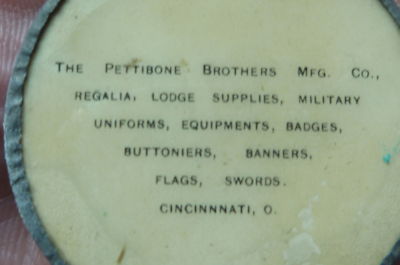 THE PETTIBONE BROTHERS MFG. CO.,
REGALIA, LODGE SUPPLIES, MILITARY
UNIFORMS, EQUIPMENTS, BADGES,
BUTTONIERS, BANNERS,
FLAGS, SWORDS.
CINCINNNATI, O.